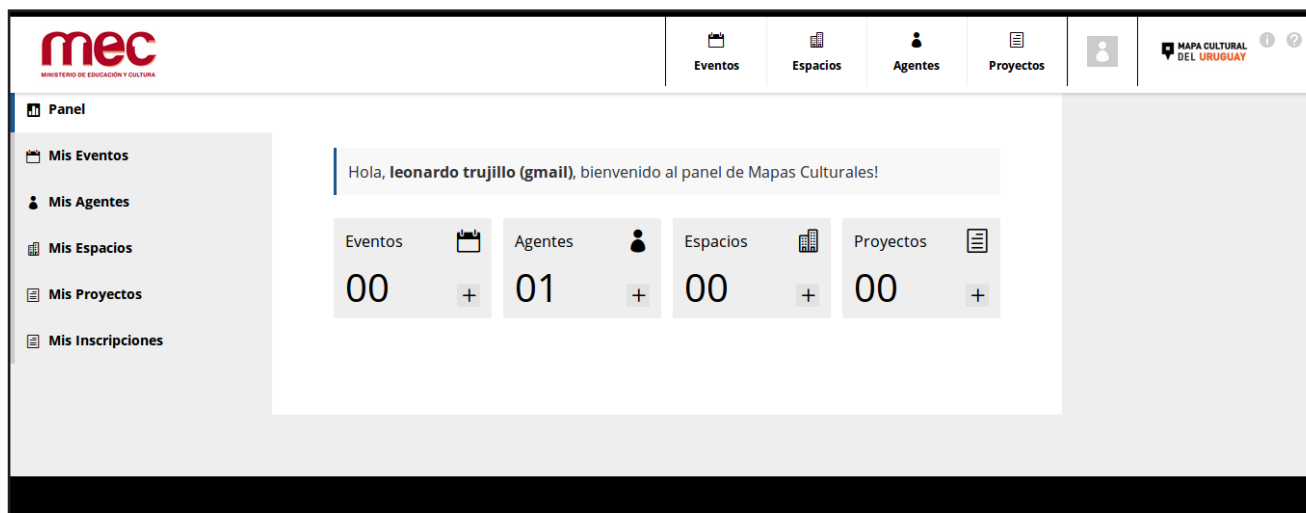 mec
MINISTERIO DE EDUCACIÓN Y CULTURA
Eventos
Espacios
Agentes
Proyectos
MAPA CULTURAL
DEL URUGUAY
i ?
Panel
Mis Eventos
Mis Agentes
Mis Espacios
Mis Proyectos
Mis Inscripciones
Hola, leonardo trujillo (gmail), bienvenido al panel de Mapas Culturales!
Eventos
00 +
Agentes
01 +
Espacios
00 +
Proyectos
00 +